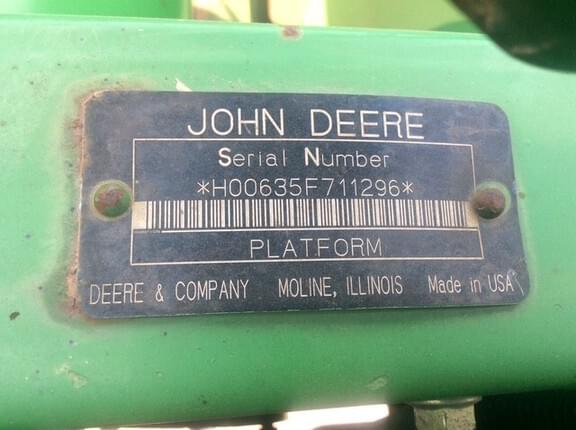 JOHN DEERE
Serial Number
*H00635F711296*
PLATFORM
DEERE & COMPANY MOLINE, ILLINOIS Made in USA